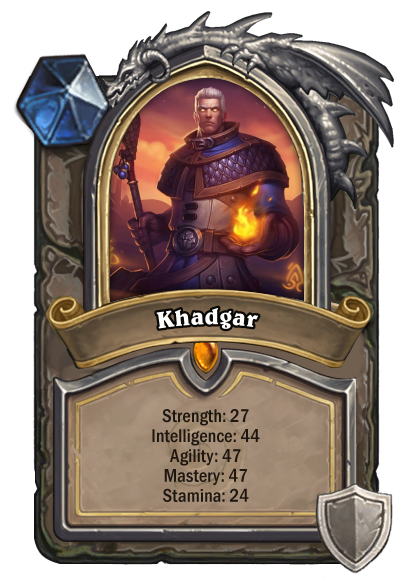 Khadgar
Strength: 27
Intelligence: 44
Agility: 47
Mastery: 47
Stamina: 24